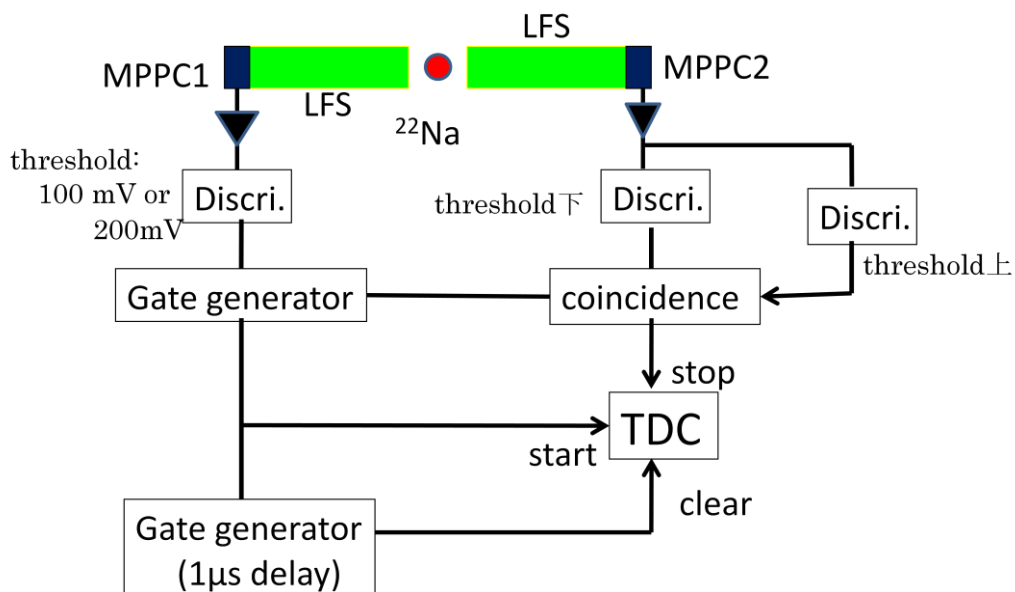 LFS
MPPC1
MPPC2
LFS
²²Na
threshold:
100 mV or
200mV
Discri.
threshold下
Discri.
Discri.
threshold上
Gate generator
coincidence
stop
TDC
start
clear
Gate generator
(1μs delay)